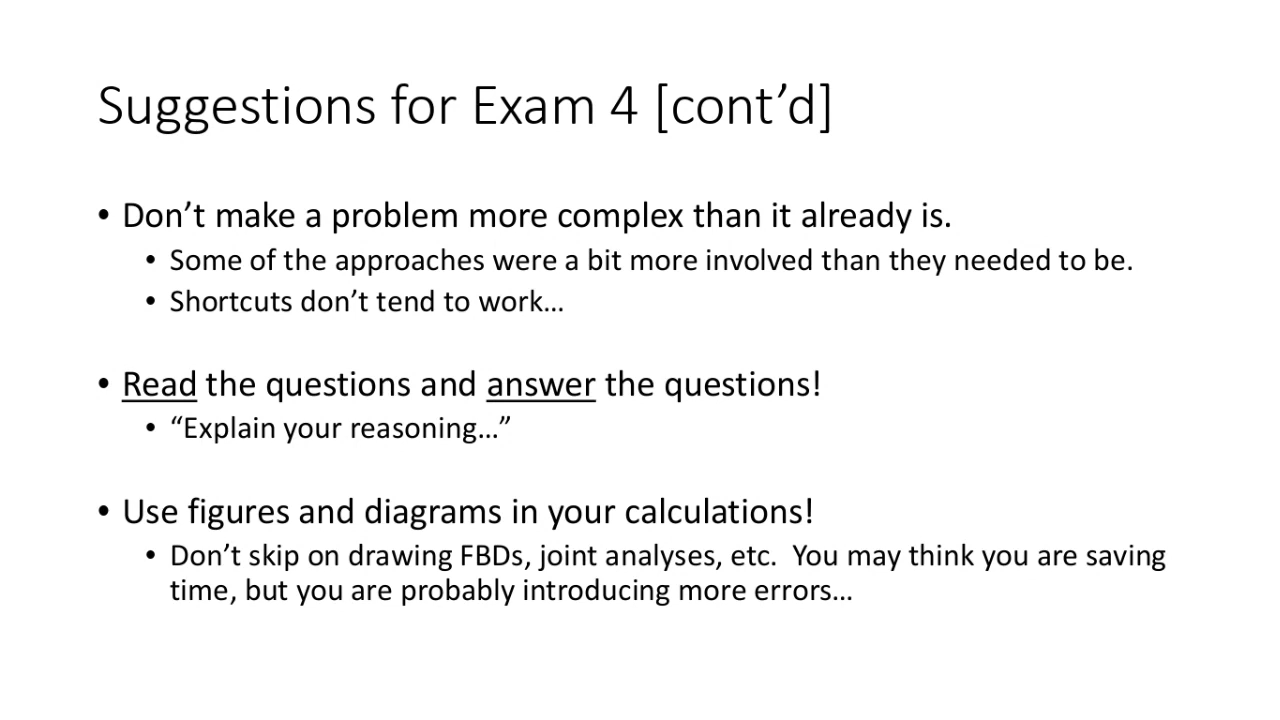 Suggestions for Exam 4 [cont’d]
• Don’t make a problem more complex than it already is.
• Some of the approaches were a bit more involved than they needed to be.
• Shortcuts don’t tend to work…
• Read the questions and answer the questions!
• “Explain your reasoning…”
• Use figures and diagrams in your calculations!
• Don’t skip on drawing FBDs, joint analyses, etc.  You may think you are saving
time, but you are probably introducing more errors…